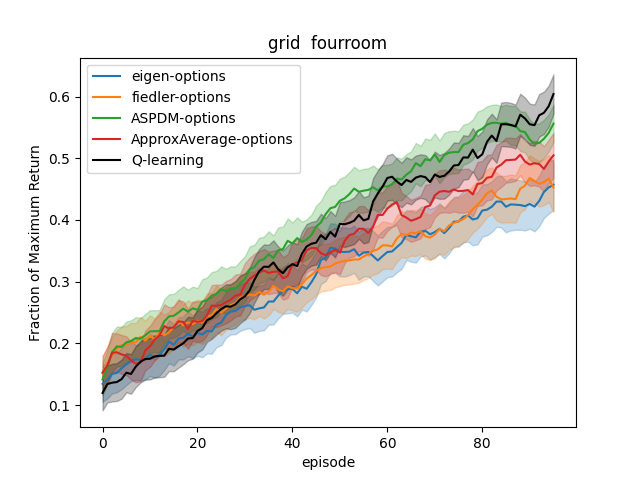 grid fourroom
eigen-options
fiedler-options
ASPDM-options
ApproxAverage-options
Q-learning
Fraction of Maximum Return
0.6
0.5
0.4
0.3
0.2
0.1
0
20
40
60
80
episode